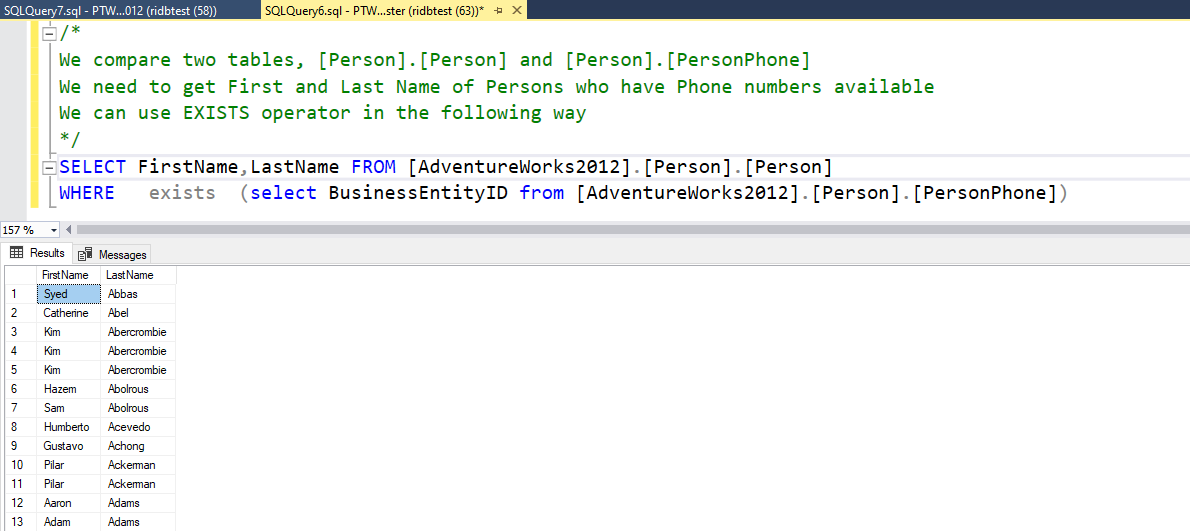 SQLQuery7.sql - PTW...012 (ridbtest (58)) SQLQuery6.sql - PTW...ster (ridbtest (63))*
/*
We compare two tables, [Person].[Person] and [Person].[PersonPhone]
We need to get First and Last Name of Persons who have Phone numbers available
We can use EXISTS operator in the following way
*/
SELECT FirstName,LastName FROM [AdventureWorks2012].[Person].[Person]
WHERE exists (select BusinessEntityID from [AdventureWorks2012].[Person].[PersonPhone])
157 %
Results Messages
FirstName LastName
1 Syed Abbas
2 Catherine Abel
3 Kim Abercrombie
4 Kim Abercrombie
5 Kim Abercrombie
6 Hazem Abolrous
7 Sam Abolrous
8 Humberto Acevedo
9 Gustavo Achong
10 Pilar Ackerman
11 Pilar Ackerman
12 Aaron Adams
13 Adam Adams